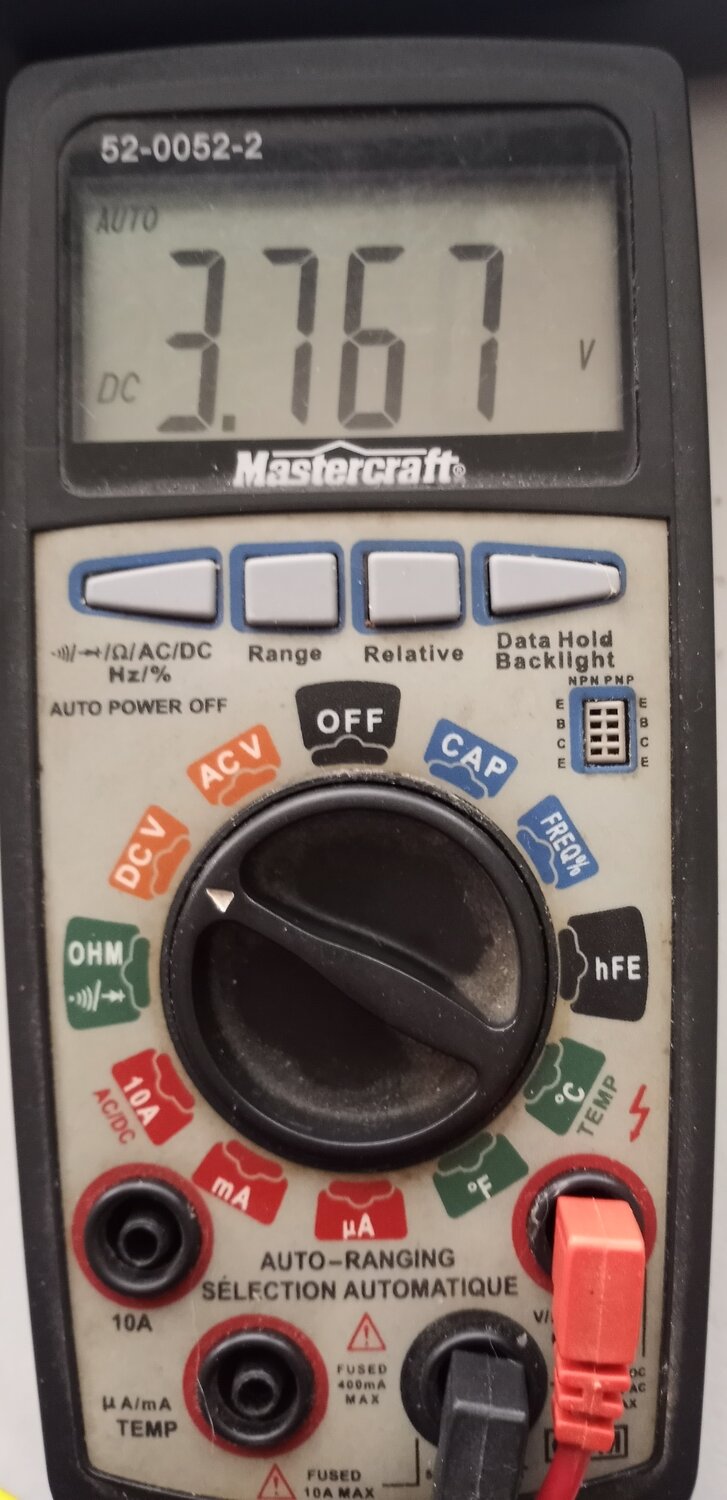 52-0052-2
AUTO
3.767
DC
V
Mastercraft®
/Ω/AC/DC
Hz/%
Range
Relative
Data Hold
Backlight
AUTO POWER OFF
NPN PNP
E E
B B
C C
E E
OFF
AC V
CAP
DC V
FREQ%
OHM
hFE
10A
AC/DC
°C
TEMP
mA
µA
°F
AUTO-RANGING
SÉLECTION AUTOMATIQUE
10A
V/
FUSED
400mA
MAX
µA/mA
TEMP
FUSED
10A MAX